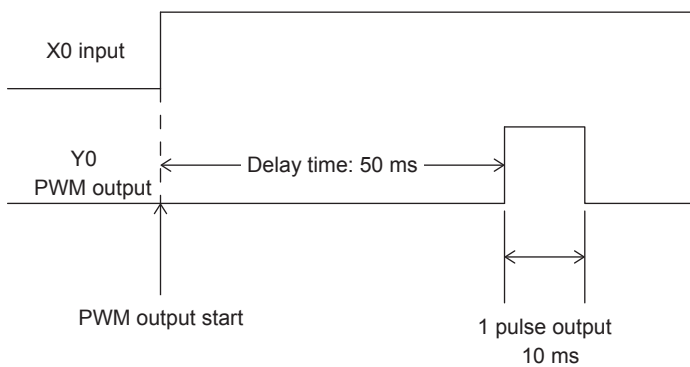 X0 input
Y0
PWM output
Delay time: 50 ms
PWM output start
1 pulse output
10 ms